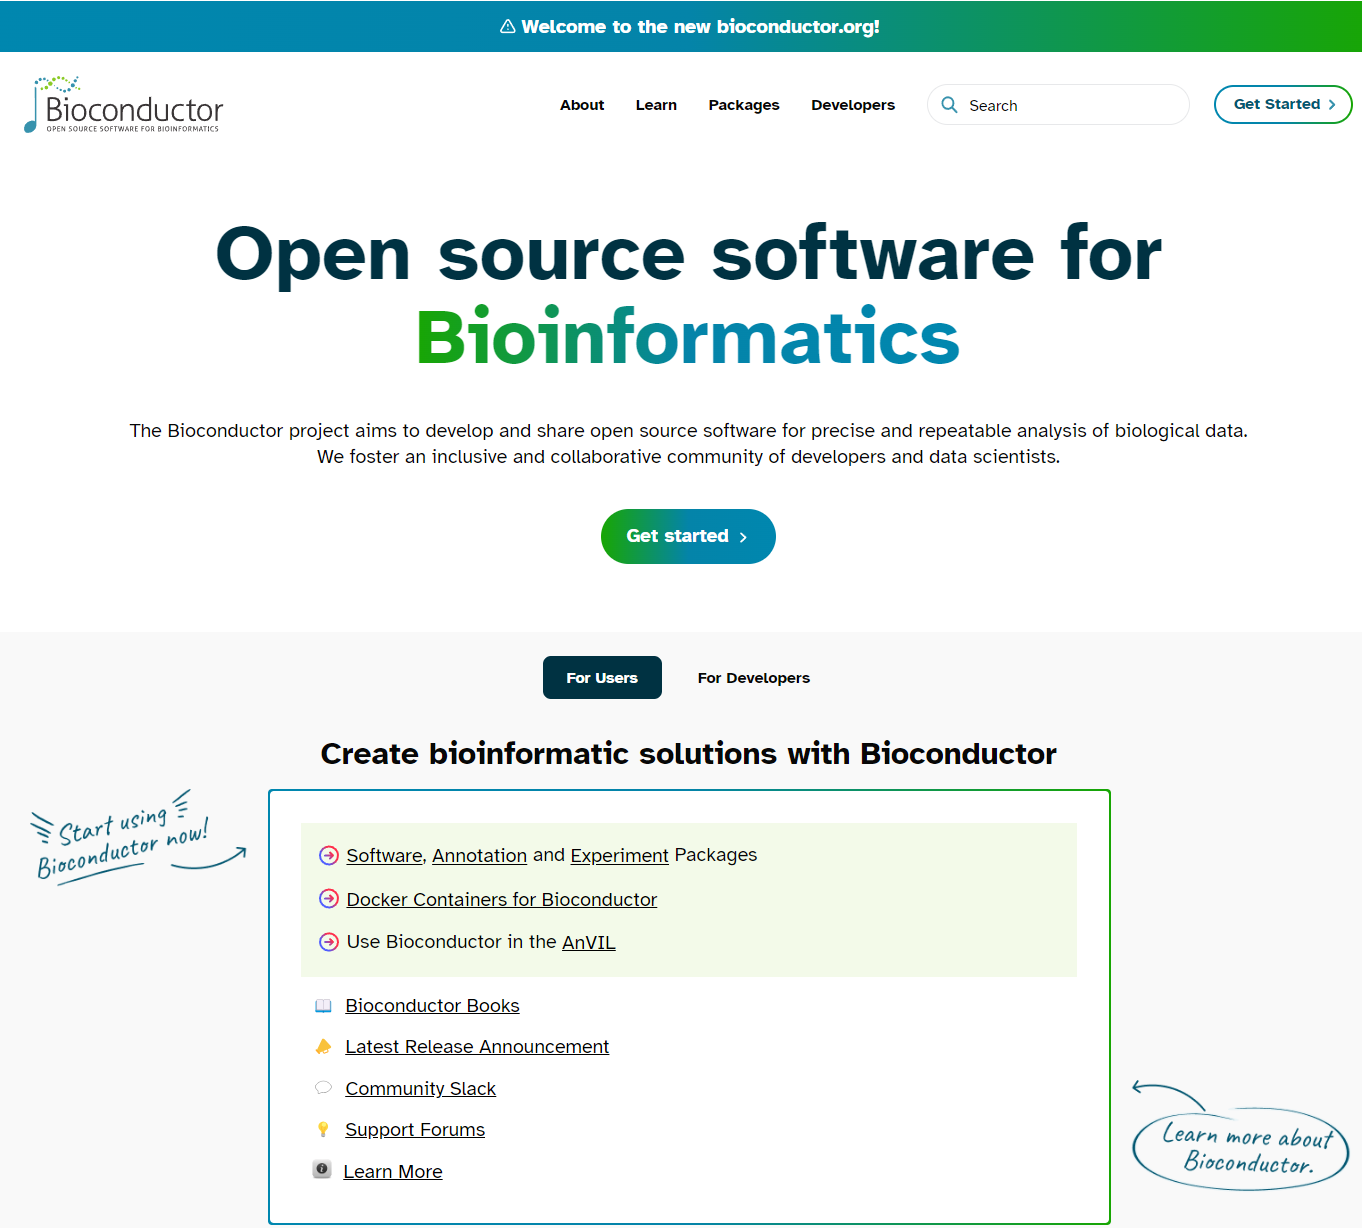 Welcome to the new bioconductor.org!
Bioconductor
OPEN SOURCE SOFTWARE FOR BIOINFORMATICS
About Learn Packages Developers Search Get Started
Open source software for
Bioinformatics
The Bioconductor project aims to develop and share open source software for precise and repeatable analysis of biological data.
We foster an inclusive and collaborative community of developers and data scientists.
Get started
For Users For Developers
Create bioinformatic solutions with Bioconductor
Start using
Bioconductor now!
Software, Annotation and Experiment Packages
Docker Containers for Bioconductor
Use Bioconductor in the AnVIL
Bioconductor Books
Latest Release Announcement
Community Slack
Support Forums
Learn More
Learn more about
Bioconductor.